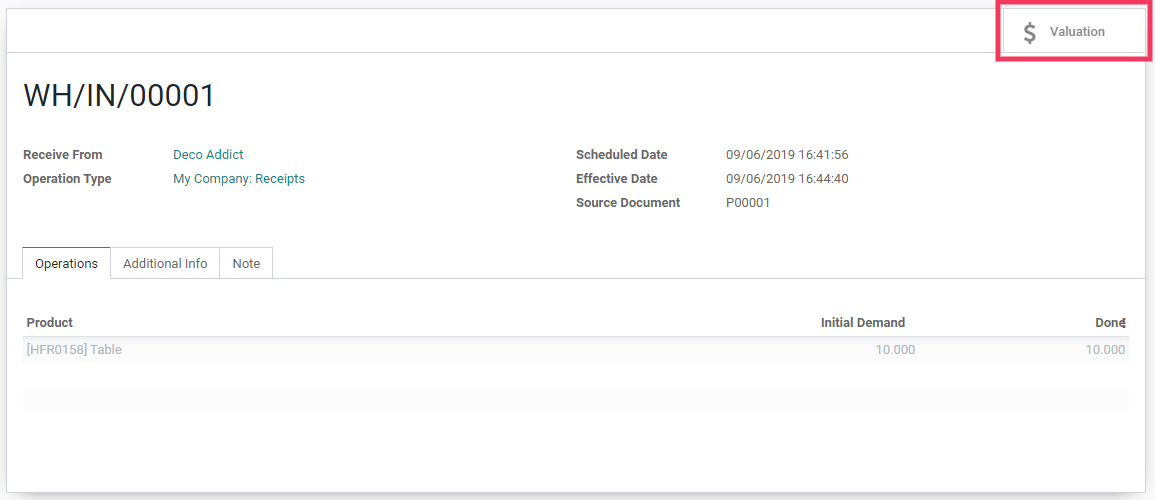 $ Valuation
WH/IN/00001
Receive From Deco Addict Scheduled Date 09/06/2019 16:41:56
Operation Type My Company: Receipts Effective Date 09/06/2019 16:44:40
Source Document P00001
Operations Additional Info Note
Product Initial Demand Done
[HFR0158] Table 10.000 10.000